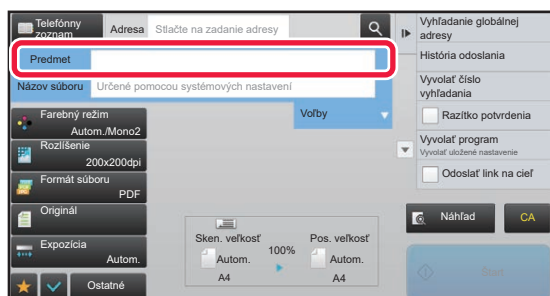 Telefónny
zoznam
Adresa
Stlačte na zadanie adresy
Predmet
Názov súboru
Určené pomocou systémových nastavení
Voľby
Farebný režim
Autom./Mono2
Rozlíšenie
200x200dpi
Formát súboru
PDF
Originál
Expozícia
Autom.
Ostatné
Sken. veľkosť
Autom.
A4
100%
Pos. veľkosť
Autom.
A4
Vyhľadanie globálnej
adresy
História odoslania
Vyvolať číslo
vyhľadania
Razítko potvrdenia
Vyvolať program
Vyvolať uložené nastavenie
Odoslať link na cieľ
Náhľad
CA
Štart